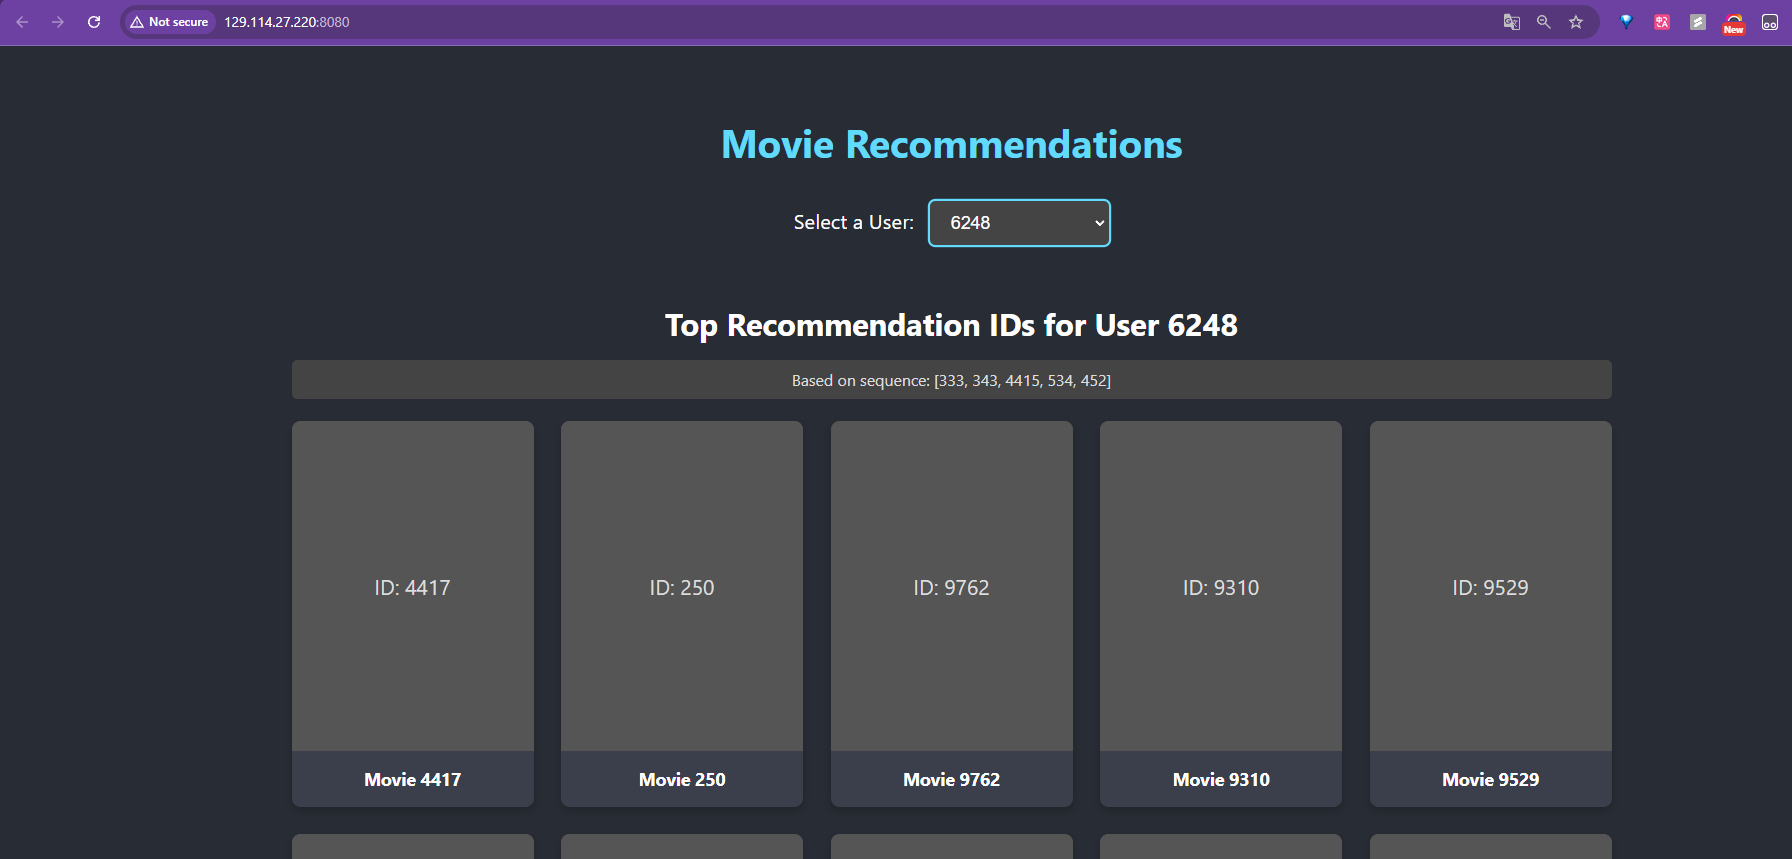 Not secure 129.114.27.220:8080
New
Movie Recommendations
Select a User: 6248
Top Recommendation IDs for User 6248
Based on sequence: [333, 343, 4415, 534, 452]
ID: 4417 ID: 250 ID: 9762 ID: 9310 ID: 9529
Movie 4417 Movie 250 Movie 9762 Movie 9310 Movie 9529